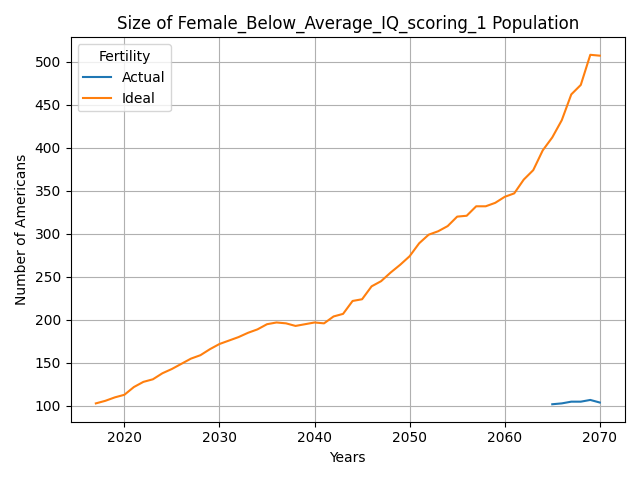 Size of Female_Below_Average_IQ_scoring_1 Population
Fertility
Actual
Ideal
Number of Americans
500
450
400
350
300
250
200
150
100
2020 2030 2040 2050 2060 2070
Years